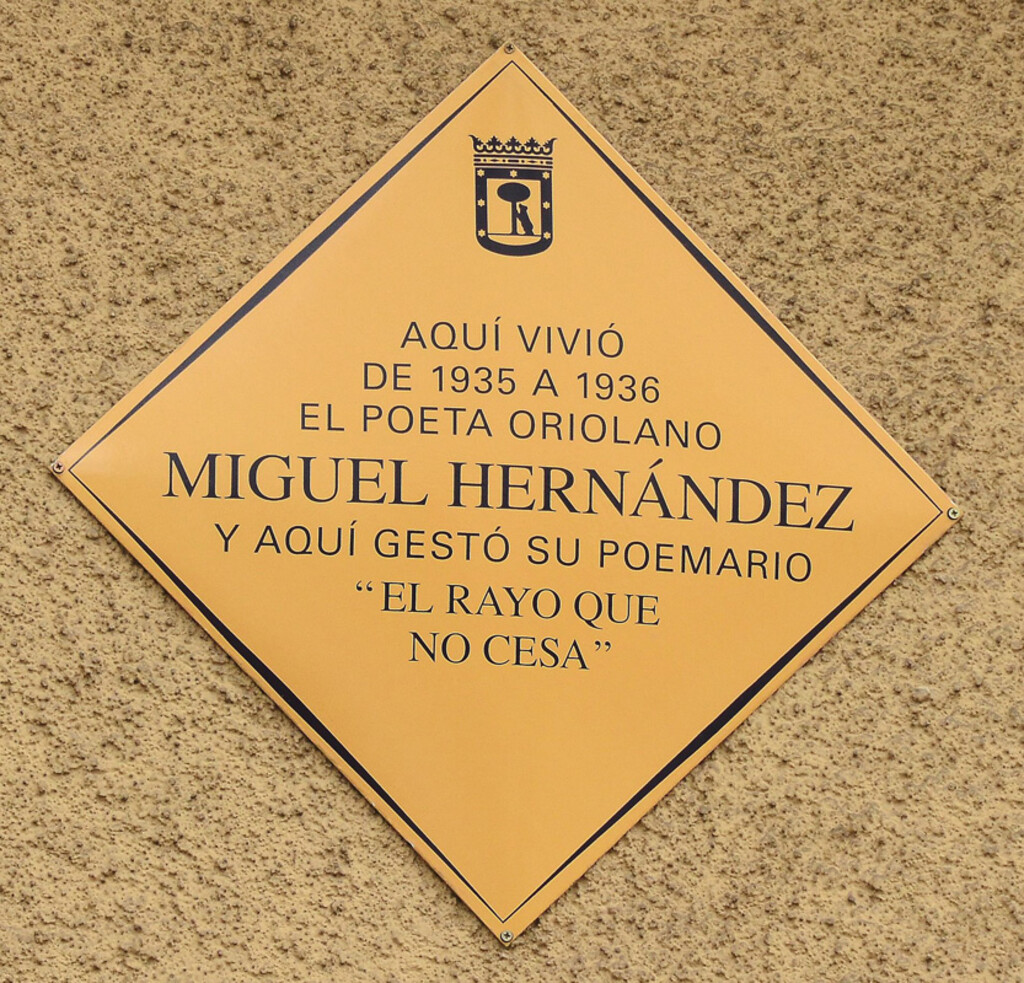 AQUÍ VIVIÓ
DE 1935 A 1936
EL POETA ORIOLANO
MIGUEL HERNÁNDEZ
Y AQUÍ GESTÓ SU POEMARIO
“EL RAYO QUE
NO CESA”